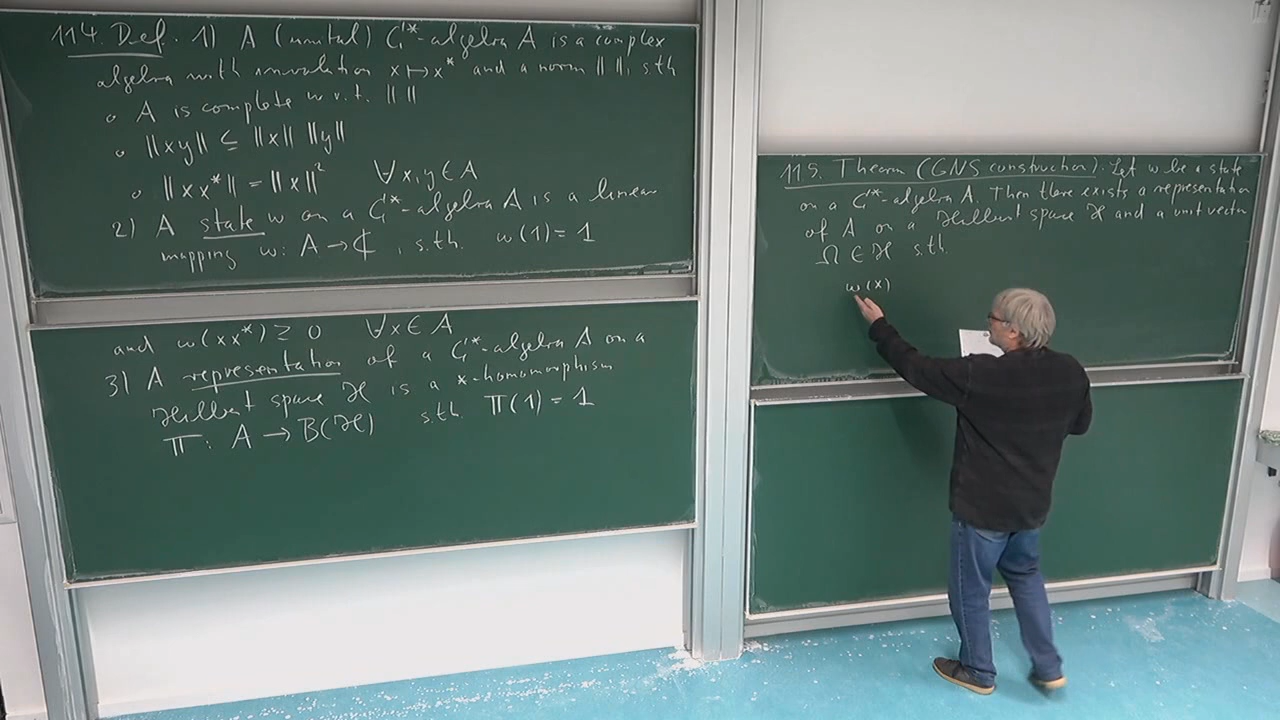 114. Def. 1) A (unital) C*-algebra A is a complex
algebra with involution x ↦ x* and a norm || ||, s.th
∘ A is complete w.r.t. || ||
∘ ||xy|| ≤ ||x|| ||y||
∘ ||xx*|| = ||x||² ∀x,y ∈ A
2) A state ω on a C*-algebra A is a linear
mapping ω: A → ℂ, s.th. ω(1) = 1
and ω(xx*) ≥ 0 ∀x ∈ A
3) A representation of a C*-algebra A on a
Hilbert space ℋ is a *-homomorphism
π: A → B(ℋ) s.th. π(1) = 1
115. Theorem (GNS construction). Let ω be a state
on a C*-algebra A. Then there exists a representation
of A on a Hilbert space ℋ and a unit vector
Ω ∈ ℋ s.th.
ω(x)